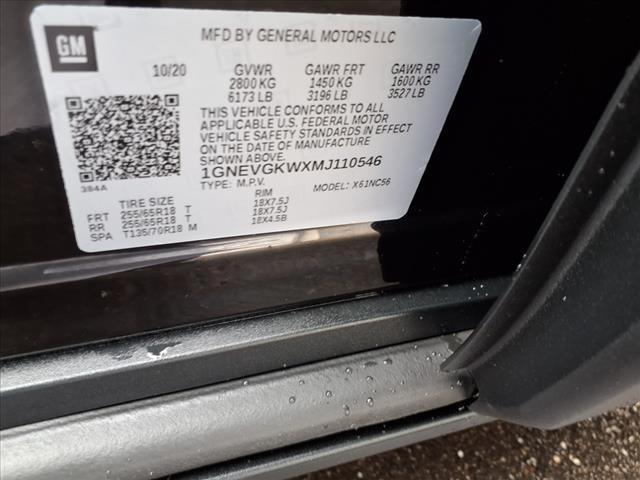 GM
MFD BY GENERAL MOTORS LLC
10/20 GVWR GAWR FRT GAWR RR
2800 KG 1450 KG 1600 KG
6173 LB 3196 LB 3527 LB
THIS VEHICLE CONFORMS TO ALL
APPLICABLE U.S. FEDERAL MOTOR
VEHICLE SAFETY STANDARDS IN EFFECT
ON THE DATE OF MANUFACTURE
SHOWN ABOVE.
384A 1GNEVGKWXMJ110546
TYPE: M.P.V. MODEL: X61NC56
TIRE SIZE RIM
FRT 255/65R18 T 18X7.5J
RR 255/65R18 T 18X7.5J
SPA T135/70R18 M 18X4.5B